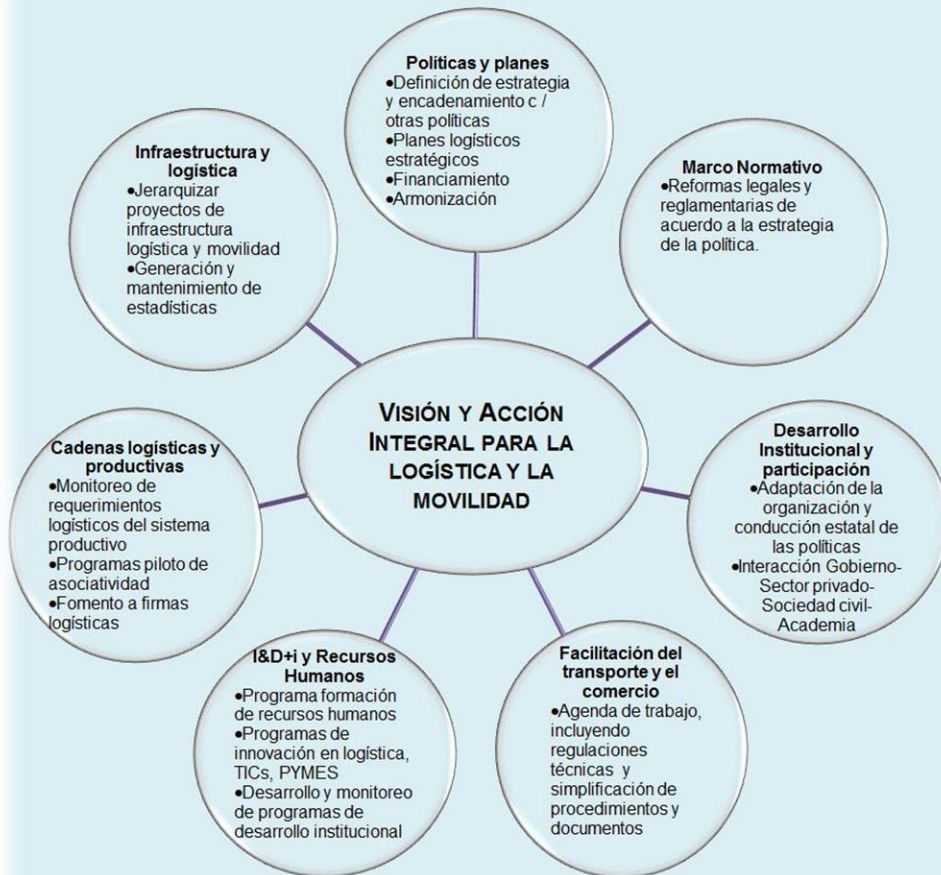 Políticas y planes
•Definición de estrategia
y encadenamiento c /
otras políticas
•Planes logísticos
estratégicos
•Financiamiento
•Armonización
Infraestructura y
logística
•Jerarquizar
proyectos de
infraestructura
logística y movilidad
•Generación y
mantenimiento de
estadísticas
Marco Normativo
•Reformas legales y
reglamentarias de
acuerdo a la estrategia
de la política.
VISIÓN Y ACCIÓN
INTEGRAL PARA LA
LOGÍSTICA Y LA
MOVILIDAD
Cadenas logísticas y
productivas
•Monitoreo de
requerimientos
logísticos del sistema
productivo
•Programas piloto de
asociatividad
•Fomento a firmas
logísticas
Desarrollo
Institucional y
participación
•Adaptación de la
organización y
conducción estatal de
las políticas
•Interacción Gobierno-
Sector privado-
Sociedad civil-
Academia
I&D+i y Recursos
Humanos
•Programa formación
de recursos humanos
•Programas de
innovación en logística,
TICs, PYMES
•Desarrollo y monitoreo
de programas de
desarrollo institucional
Facilitación del
transporte y el
comercio
•Agenda de trabajo,
incluyendo
regulaciones
técnicas y
simplificación de
procedimientos y
documentos